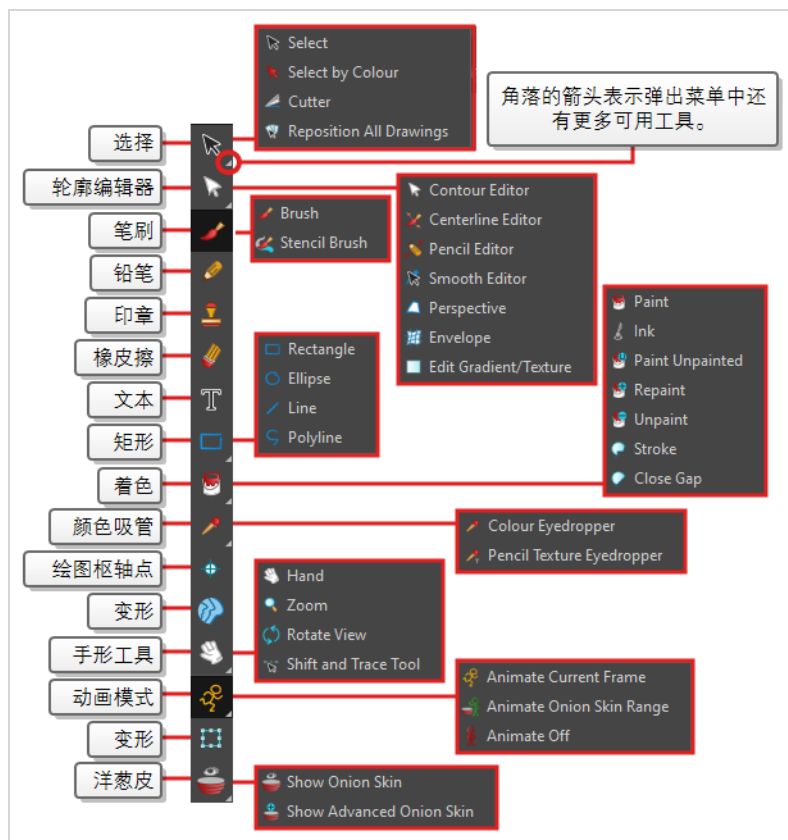 Select
Select by Colour
Cutter
Reposition All Drawings
角落的箭头表示弹出菜单中还
有更多可用工具。
选择
轮廓编辑器
笔刷
铅笔
印章
橡皮擦
文本
矩形
着色
颜色吸管
绘图枢轴点
变形
手形工具
动画模式
变形
洋葱皮
Brush
Stencil Brush
Contour Editor
Centerline Editor
Pencil Editor
Smooth Editor
Perspective
Envelope
Edit Gradient/Texture
Rectangle
Ellipse
Line
Polyline
Paint
Ink
Paint Unpainted
Repaint
Unpaint
Stroke
Close Gap
Colour Eyedropper
Pencil Texture Eyedropper
Hand
Zoom
Rotate View
Shift and Trace Tool
Animate Current Frame
Animate Onion Skin Range
Animate Off
Show Onion Skin
Show Advanced Onion Skin